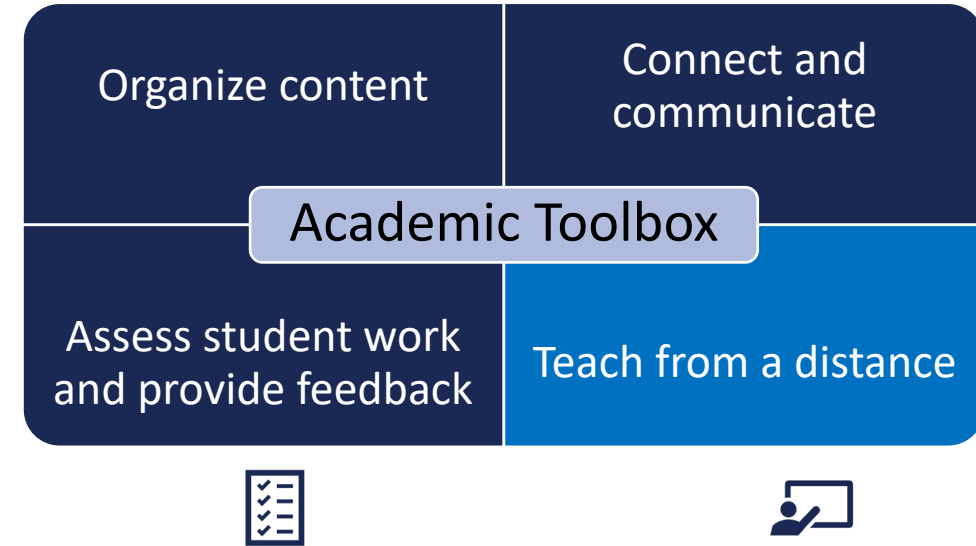 Organize content
Connect and
communicate
Academic Toolbox
Assess student work
and provide feedback
Teach from a distance